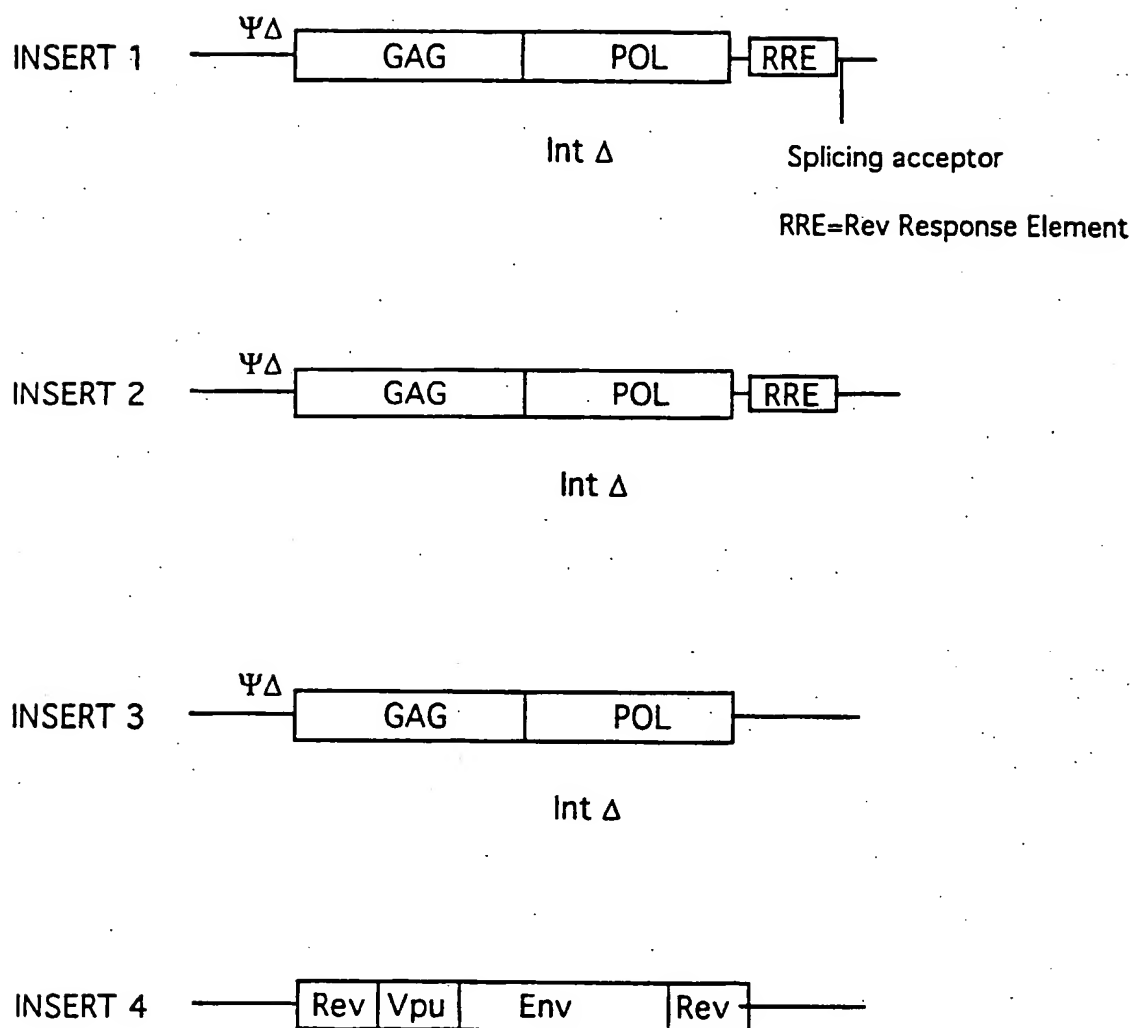 ΨΔ
INSERT 1 GAG POL RRE
Int Δ
Splicing acceptor
RRE=Rev Response Element
ΨΔ
INSERT 2 GAG POL RRE
Int Δ
ΨΔ
INSERT 3 GAG POL
Int Δ
INSERT 4 Rev Vpu Env Rev